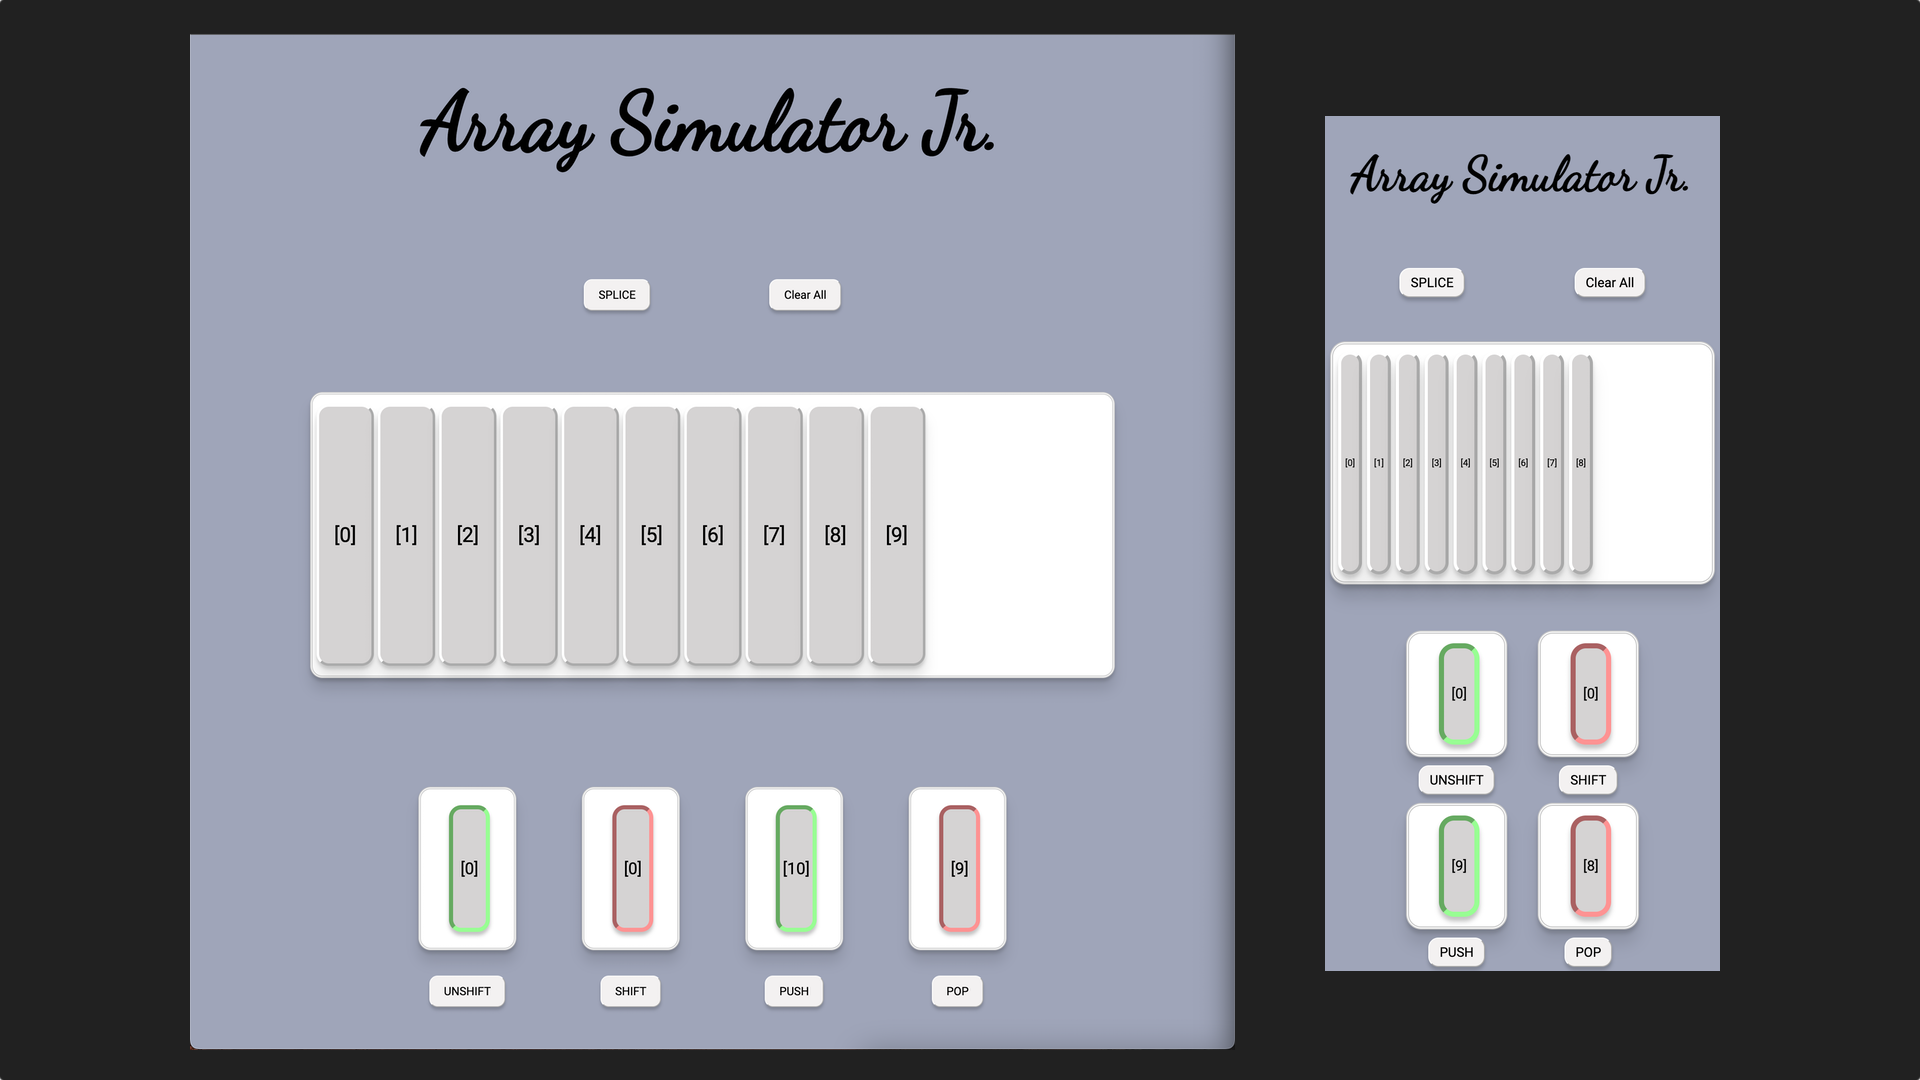 Array Simulator Jr.
SPLICE Clear All
[0] [1] [2] [3] [4] [5] [6] [7] [8] [9]
[0] [0] [10] [9]
UNSHIFT SHIFT PUSH POP
Array Simulator Jr.
SPLICE Clear All
[0] [1] [2] [3] [4] [5] [6] [7] [8]
[0] [0]
UNSHIFT SHIFT
[9] [8]
PUSH POP